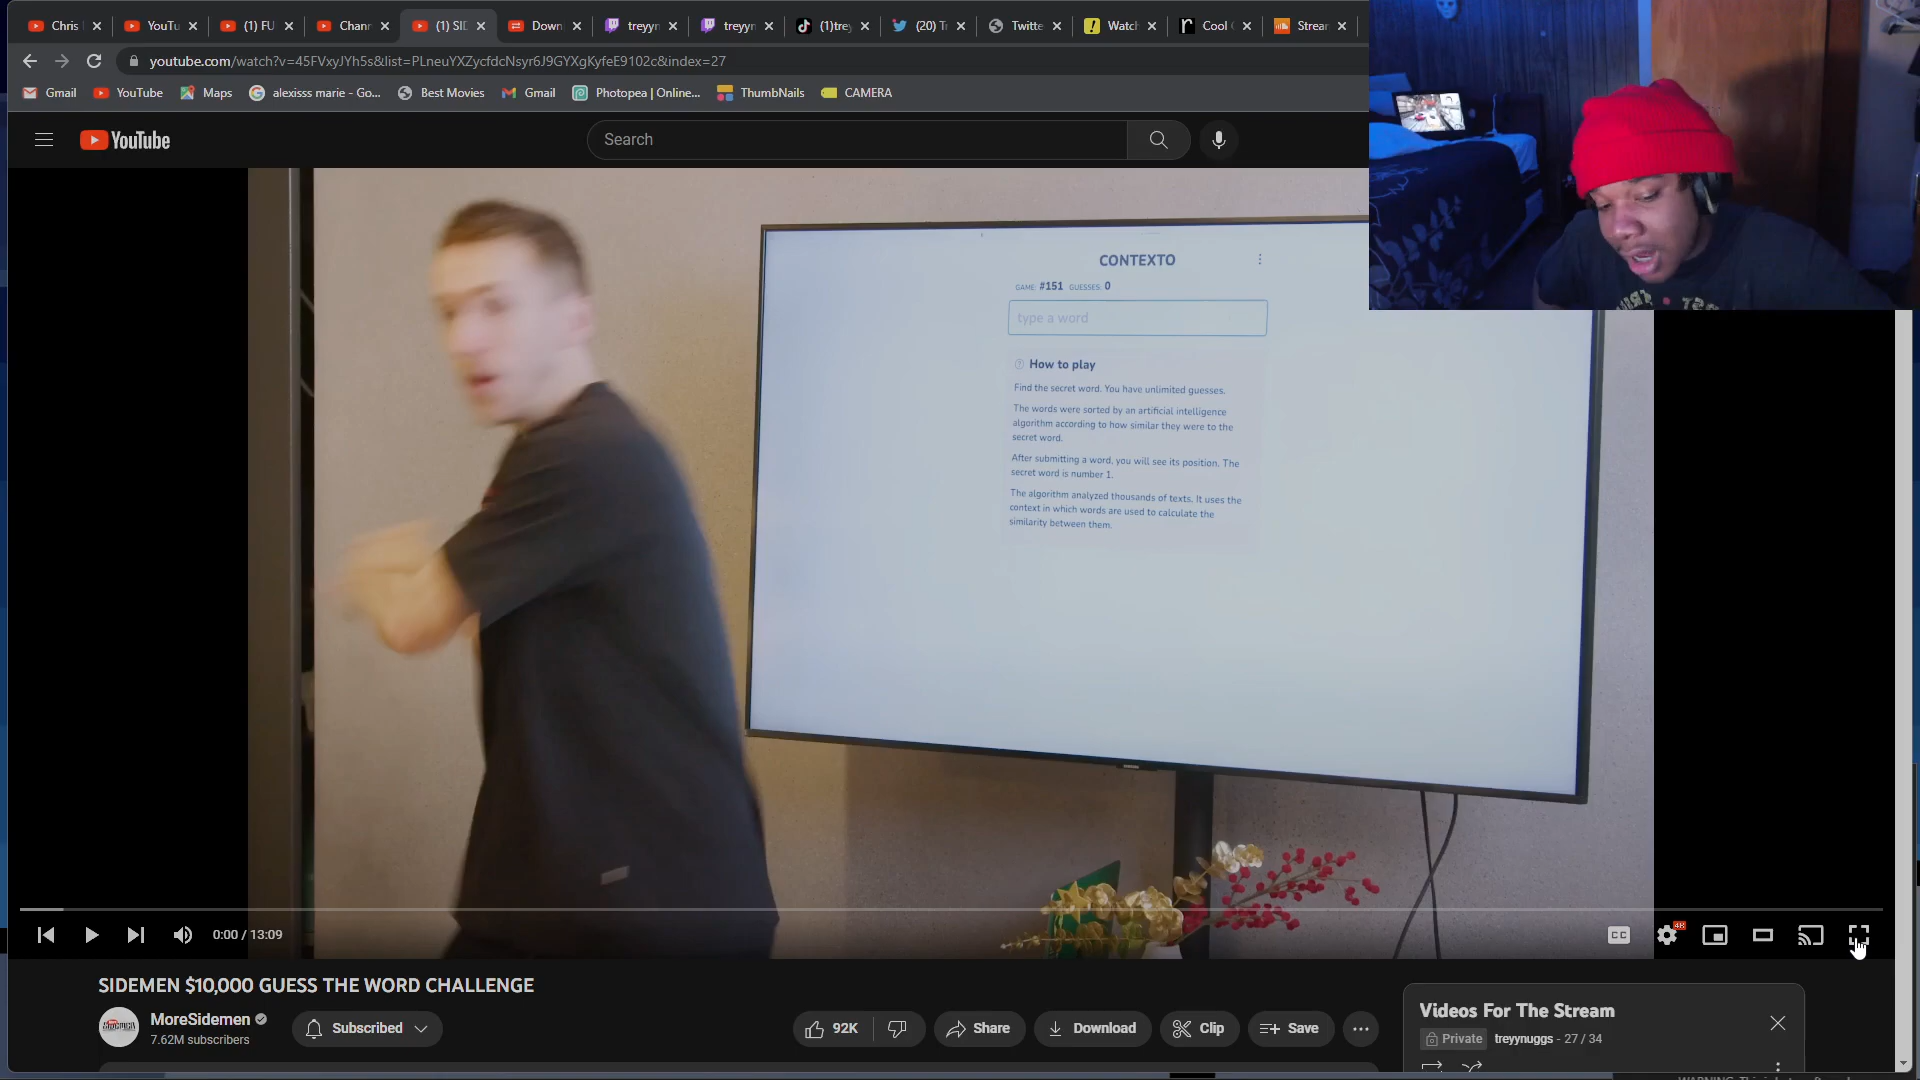 Chris
YouTu
(1) FU
Chann
(1) SID
Down
treyyn
treyyn
(1)trey
(20) Tr
Twitte
Watch
Cool
Strear
youtube.com/watch?v=45FVxyJYh5s&list=PLneuYXZycfdcNsyr6J9GYXgKyfeE9102c&index=27
Gmail
YouTube
Maps
alexisss marie - Go...
Best Movies
Gmail
Photopea | Online...
ThumbNails
CAMERA
YouTube
Search
CONTEXTO
GAME: #151 GUESSES: 0
type a word
How to play
Find the secret word. You have unlimited guesses.
The words were sorted by an artificial intelligence
algorithm according to how similar they were to the
secret word.
After submitting a word, you will see its position. The
secret word is number 1.
The algorithm analyzed thousands of texts. It uses the
context in which words are used to calculate the
similarity between them.
0:00 / 13:09
CC
4K
SIDEMEN $10,000 GUESS THE WORD CHALLENGE
MoreSidemen
7.62M subscribers
Subscribed
92K
Share
Download
Clip
Save
Videos For The Stream
Private
treyynuggs - 27 / 34